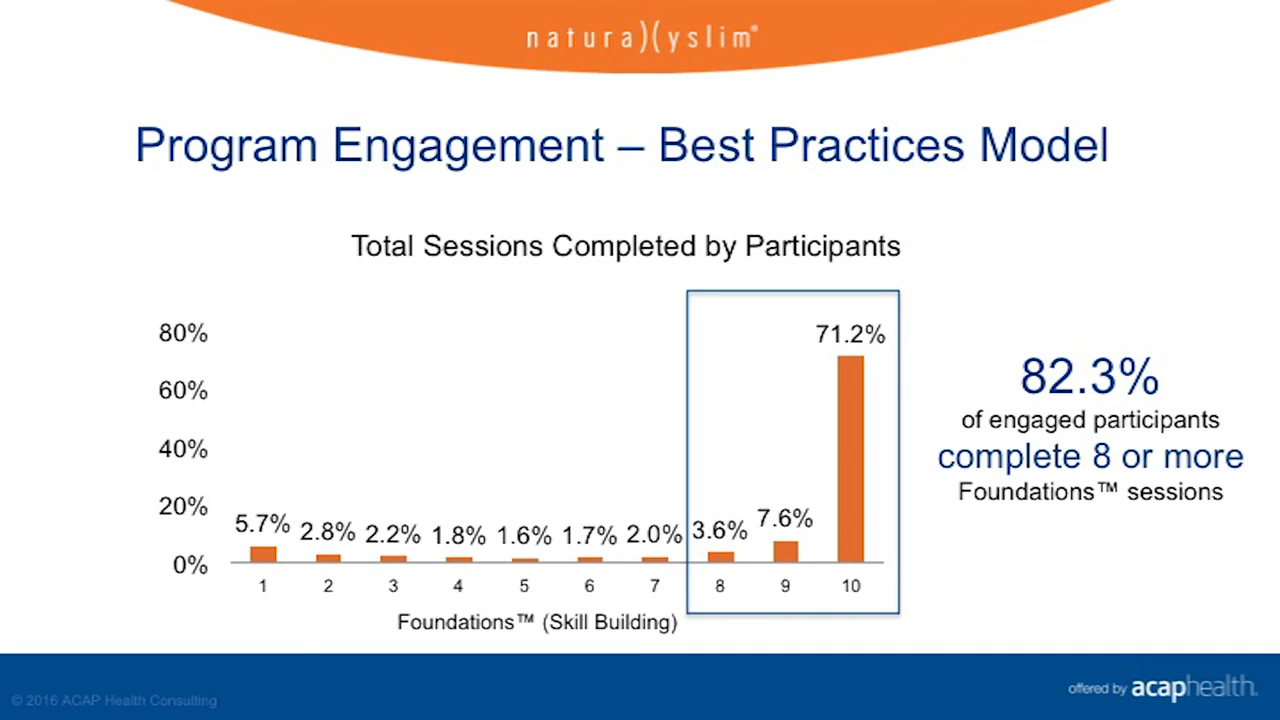 natura)(yslim®
Program Engagement – Best Practices Model
Total Sessions Completed by Participants
80%
60%
40%
20%
0%
5.7% 2.8% 2.2% 1.8% 1.6% 1.7% 2.0% 3.6% 7.6% 71.2%
1 2 3 4 5 6 7 8 9 10
Foundations™ (Skill Building)
82.3%
of engaged participants
complete 8 or more
Foundations™ sessions
© 2016 ACAP Health Consulting
offered by acaphealth.